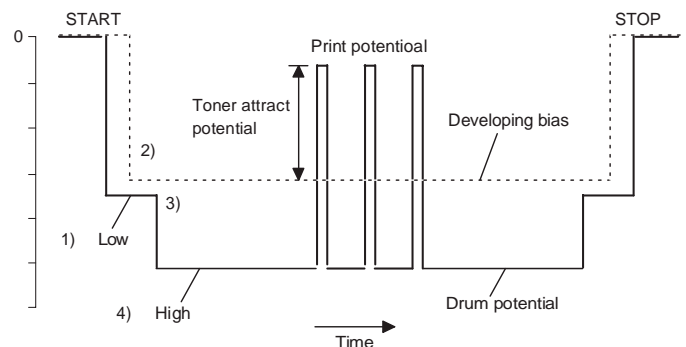 START
STOP
0
Print potentioal
Toner attract
potential
Developing bias
2)
3)
1) Low
4) High
Drum potential
Time